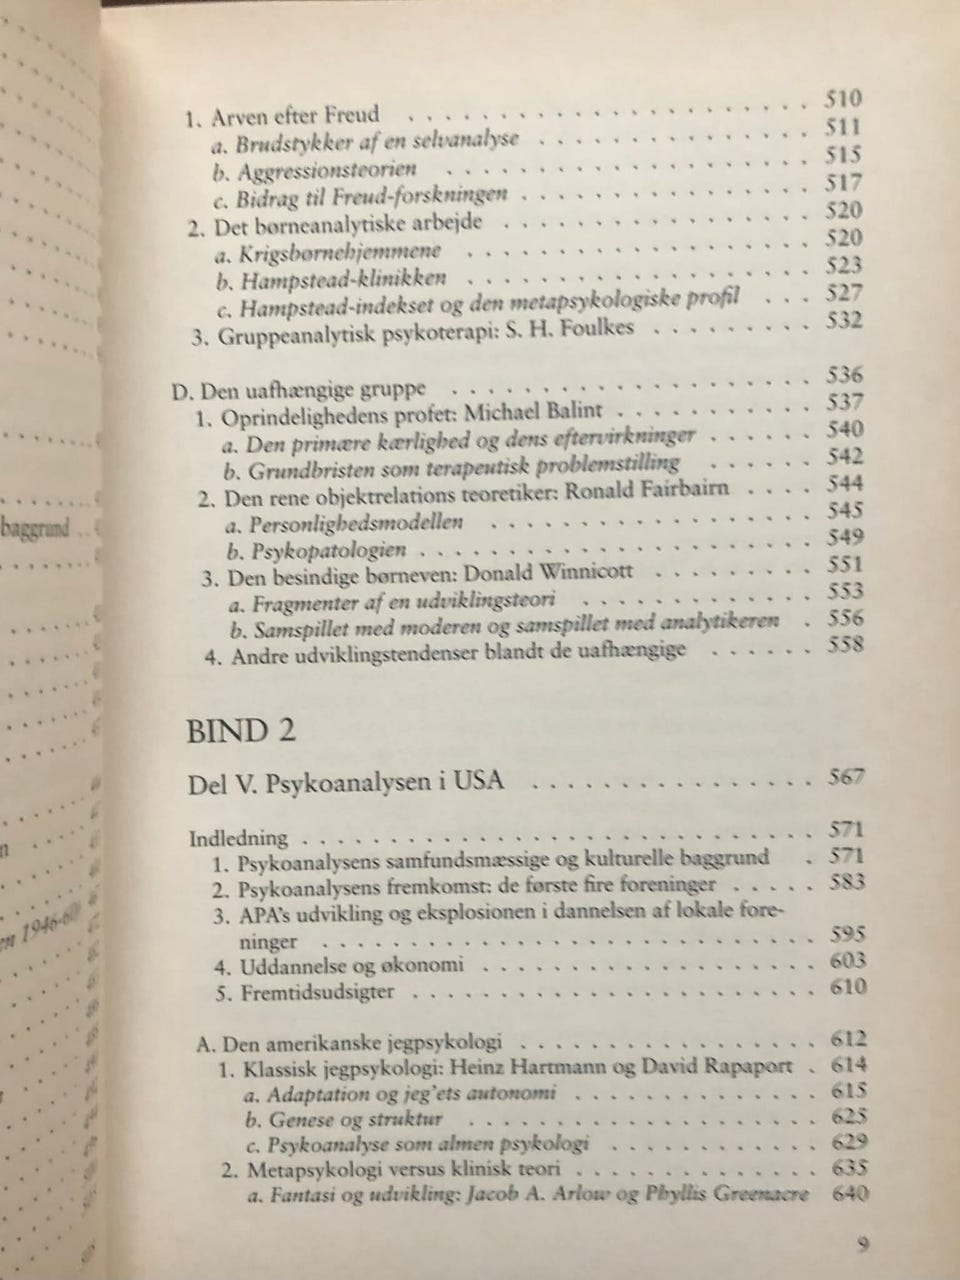 baggrund
en 1946-60
1. Arven efter Freud . . . . . . . . . . . . . . . . . . . . 510
a. Brudstykker af en selvanalyse . . . . . . . . . . . . . . 511
b. Aggressionsteorien . . . . . . . . . . . . . . . . . . 515
c. Bidrag til Freud-forskningen . . . . . . . . . . . . . . . 517
2. Det børneanalytiske arbejde . . . . . . . . . . . . . . . . 520
a. Krigsbørnehjemmene . . . . . . . . . . . . . . . . . 520
b. Hampstead-klinikken . . . . . . . . . . . . . . . . . 523
c. Hampstead-indekset og den metapsykologiske profil . . . 527
3. Gruppeanalytisk psykoterapi: S. H. Foulkes . . . . . . . . . 532
D. Den uafhængige gruppe . . . . . . . . . . . . . . . . . . 536
1. Oprindelighedens profet: Michael Balint . . . . . . . . . . 537
a. Den primære kærlighed og dens eftervirkninger . . . . . . 540
b. Grundbristen som terapeutisk problemstilling . . . . . . 542
2. Den rene objektrelations teoretiker: Ronald Fairbairn . . . . 544
a. Personlighedsmodellen . . . . . . . . . . . . . . . . 545
b. Psykopatologien . . . . . . . . . . . . . . . . . . . . 549
3. Den besindige børneven: Donald Winnicott . . . . . . . . . 551
a. Fragmenter af en udviklingsteori . . . . . . . . . . . . 553
b. Samspillet med moderen og samspillet med analytikeren . 556
4. Andre udviklingstendenser blandt de uafhængige . . . . . . 558
BIND 2
Del V. Psykoanalysen i USA . . . . . . . . . . . . . . . 567
Indledning . . . . . . . . . . . . . . . . . . . . . . . . . . 571
1. Psykoanalysens samfundsmæssige og kulturelle baggrund . 571
2. Psykoanalysens fremkomst: de første fire foreninger . . . . . 583
3. APA's udvikling og eksplosionen i dannelsen af lokale fore-
ninger . . . . . . . . . . . . . . . . . . . . . . . . . 595
4. Uddannelse og økonomi . . . . . . . . . . . . . . . . . 603
5. Fremtidsudsigter . . . . . . . . . . . . . . . . . . . . . 610
A. Den amerikanske jegpsykologi . . . . . . . . . . . . . . . 612
1. Klassisk jegpsykologi: Heinz Hartmann og David Rapaport . 614
a. Adaptation og jeg'ets autonomi . . . . . . . . . . . . . 615
b. Genese og struktur . . . . . . . . . . . . . . . . . . 625
c. Psykoanalyse som almen psykologi . . . . . . . . . . . 629
2. Metapsykologi versus klinisk teori . . . . . . . . . . . . . 635
a. Fantasi og udvikling: Jacob A. Arlow og Phyllis Greenacre 640
9